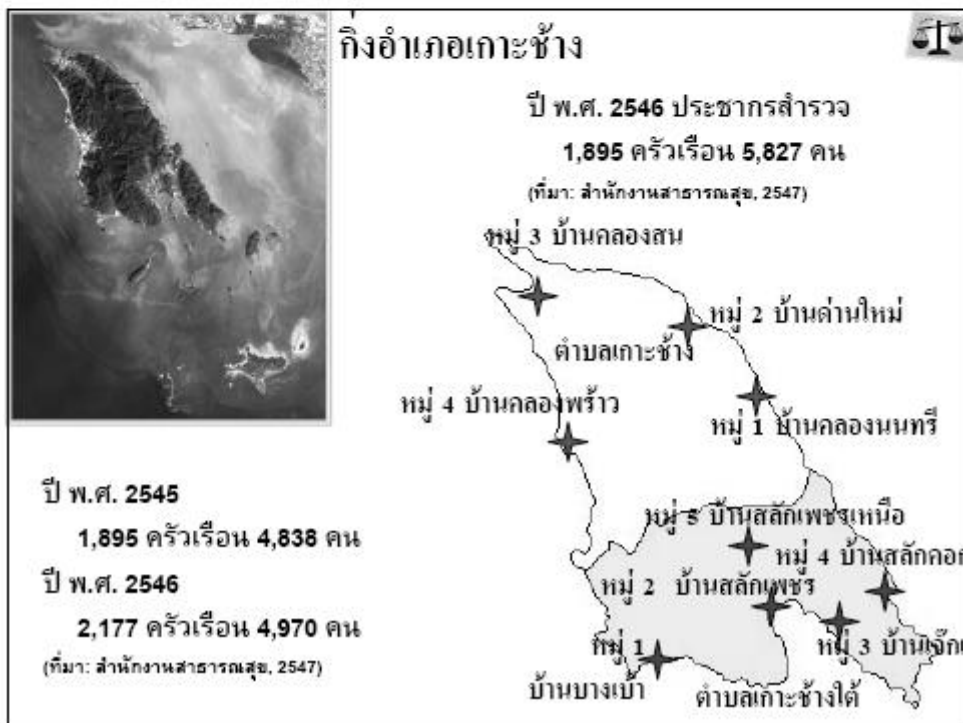 กิ่งอำเภอเกาะช้าง
ปี พ.ศ. 2546 ประชากรสำรวจ
1,895 ครัวเรือน 5,827 คน
(ที่มา: สำนักงานสาธารณสุข, 2547)
หมู่ 3 บ้านคลองสน
หมู่ 2 บ้านด่านใหม่
ตำบลเกาะช้าง
หมู่ 4 บ้านคลองพร้าว
หมู่ 1 บ้านคลองนนทรี
ปี พ.ศ. 2545
1,895 ครัวเรือน 4,838 คน
ปี พ.ศ. 2546
2,177 ครัวเรือน 4,970 คน
(ที่มา: สำนักงานสาธารณสุข, 2547)
หมู่ 5 บ้านสลักเพชรเหนือ
หมู่ 4 บ้านสลักคอก
หมู่ 2 บ้านสลักเพชร
หมู่ 1
บ้านบางเบ้า
หมู่ 3
ตำบลเกาะช้างใต้